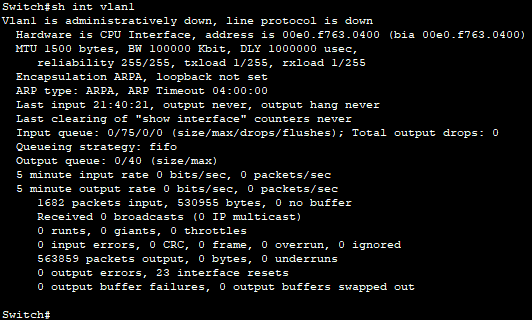 Switch#sh int vlan1
Vlan1 is administratively down, line protocol is down
Hardware is CPU Interface, address is 00e0.f763.0400 (bia 00e0.f763.0400)
MTU 1500 bytes, BW 100000 Kbit, DLY 1000000 usec,
reliability 255/255, txload 1/255, rxload 1/255
Encapsulation ARPA, loopback not set
ARP type: ARPA, ARP Timeout 04:00:00
Last input 21:40:21, output never, output hang never
Last clearing of "show interface" counters never
Input queue: 0/75/0/0 (size/max/drops/flushes); Total output drops: 0
Queueing strategy: fifo
Output queue: 0/40 (size/max)
5 minute input rate 0 bits/sec, 0 packets/sec
5 minute output rate 0 bits/sec, 0 packets/sec
1682 packets input, 530955 bytes, 0 no buffer
Received 0 broadcasts (0 IP multicast)
0 runts, 0 giants, 0 throttles
0 input errors, 0 CRC, 0 frame, 0 overrun, 0 ignored
563859 packets output, 0 bytes, 0 underruns
0 output errors, 23 interface resets
0 output buffer failures, 0 output buffers swapped out
Switch#